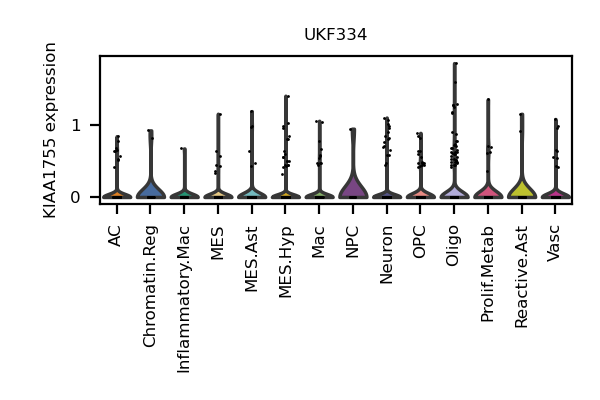 UKF334
KIAA1755 expression
1
0
AC
Chromatin.Reg
Inflammatory.Mac
MES
MES.Ast
MES.Hyp
Mac
NPC
Neuron
OPC
Oligo
Prolif.Metab
Reactive.Ast
Vasc